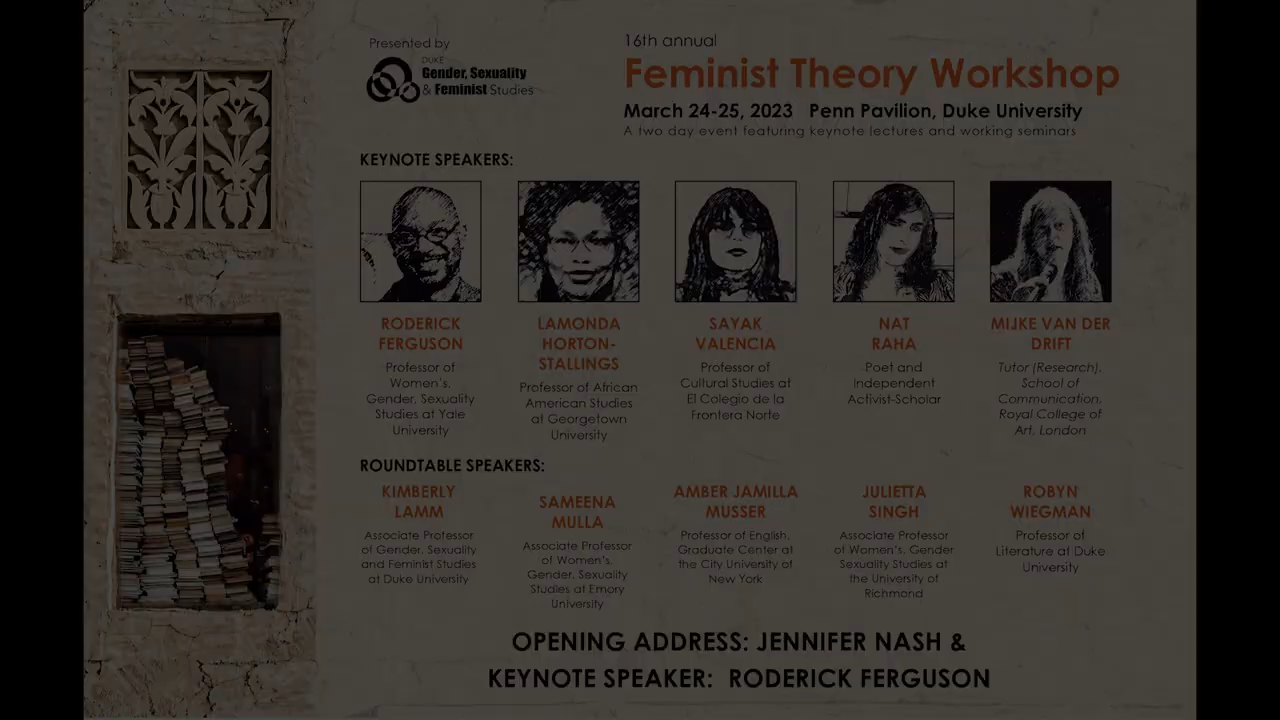 Presented by
DUKE
Gender, Sexuality
& Feminist Studies
16th annual
Feminist Theory Workshop
March 24-25, 2023 Penn Pavilion, Duke University
A two day event featuring keynote lectures and working seminars
KEYNOTE SPEAKERS:
RODERICK
FERGUSON
Professor of
Women's,
Gender, Sexuality
Studies at Yale
University
LAMONDA
HORTON-
STALLINGS
Professor of African
American Studies
at Georgetown
University
SAYAK
VALENCIA
Professor of
Cultural Studies at
El Colegio de la
Frontera Norte
NAT
RAHA
Poet and
Independent
Activist-Scholar
MIJKE VAN DER
DRIFT
Tutor (Research),
School of
Communication,
Royal College of
Art, London
ROUNDTABLE SPEAKERS:
KIMBERLY
LAMM
Associate Professor
of Gender, Sexuality
and Feminist Studies
at Duke University
SAMEENA
MULLA
Associate Professor
of Women's,
Gender, Sexuality
Studies at Emory
University
AMBER JAMILLA
MUSSER
Professor of English,
Graduate Center at
the City University of
New York
JULIETTA
SINGH
Associate Professor
of Women's, Gender
Sexuality Studies at
the University of
Richmond
ROBYN
WIEGMAN
Professor of
Literature at Duke
University
OPENING ADDRESS: JENNIFER NASH &
KEYNOTE SPEAKER: RODERICK FERGUSON